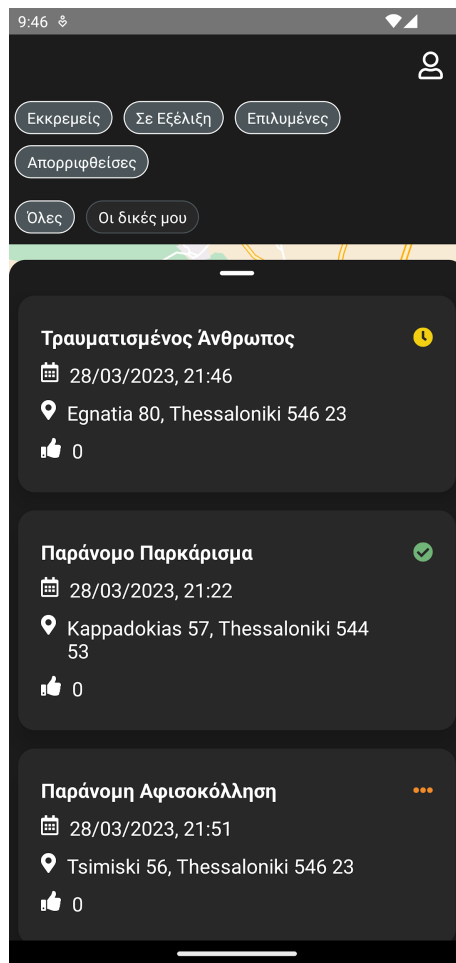 9:46
Εκκρεμείς Σε Εξέλιξη Επιλυμένες
Απορριφθείσες
Όλες Οι δικές μου
Τραυματισμένος Άνθρωπος
28/03/2023, 21:46
Egnatia 80, Thessaloniki 546 23
0
Παράνομο Παρκάρισμα
28/03/2023, 21:22
Kappadokias 57, Thessaloniki 544
53
0
Παράνομη Αφισοκόλληση
28/03/2023, 21:51
Tsimiski 56, Thessaloniki 546 23
0